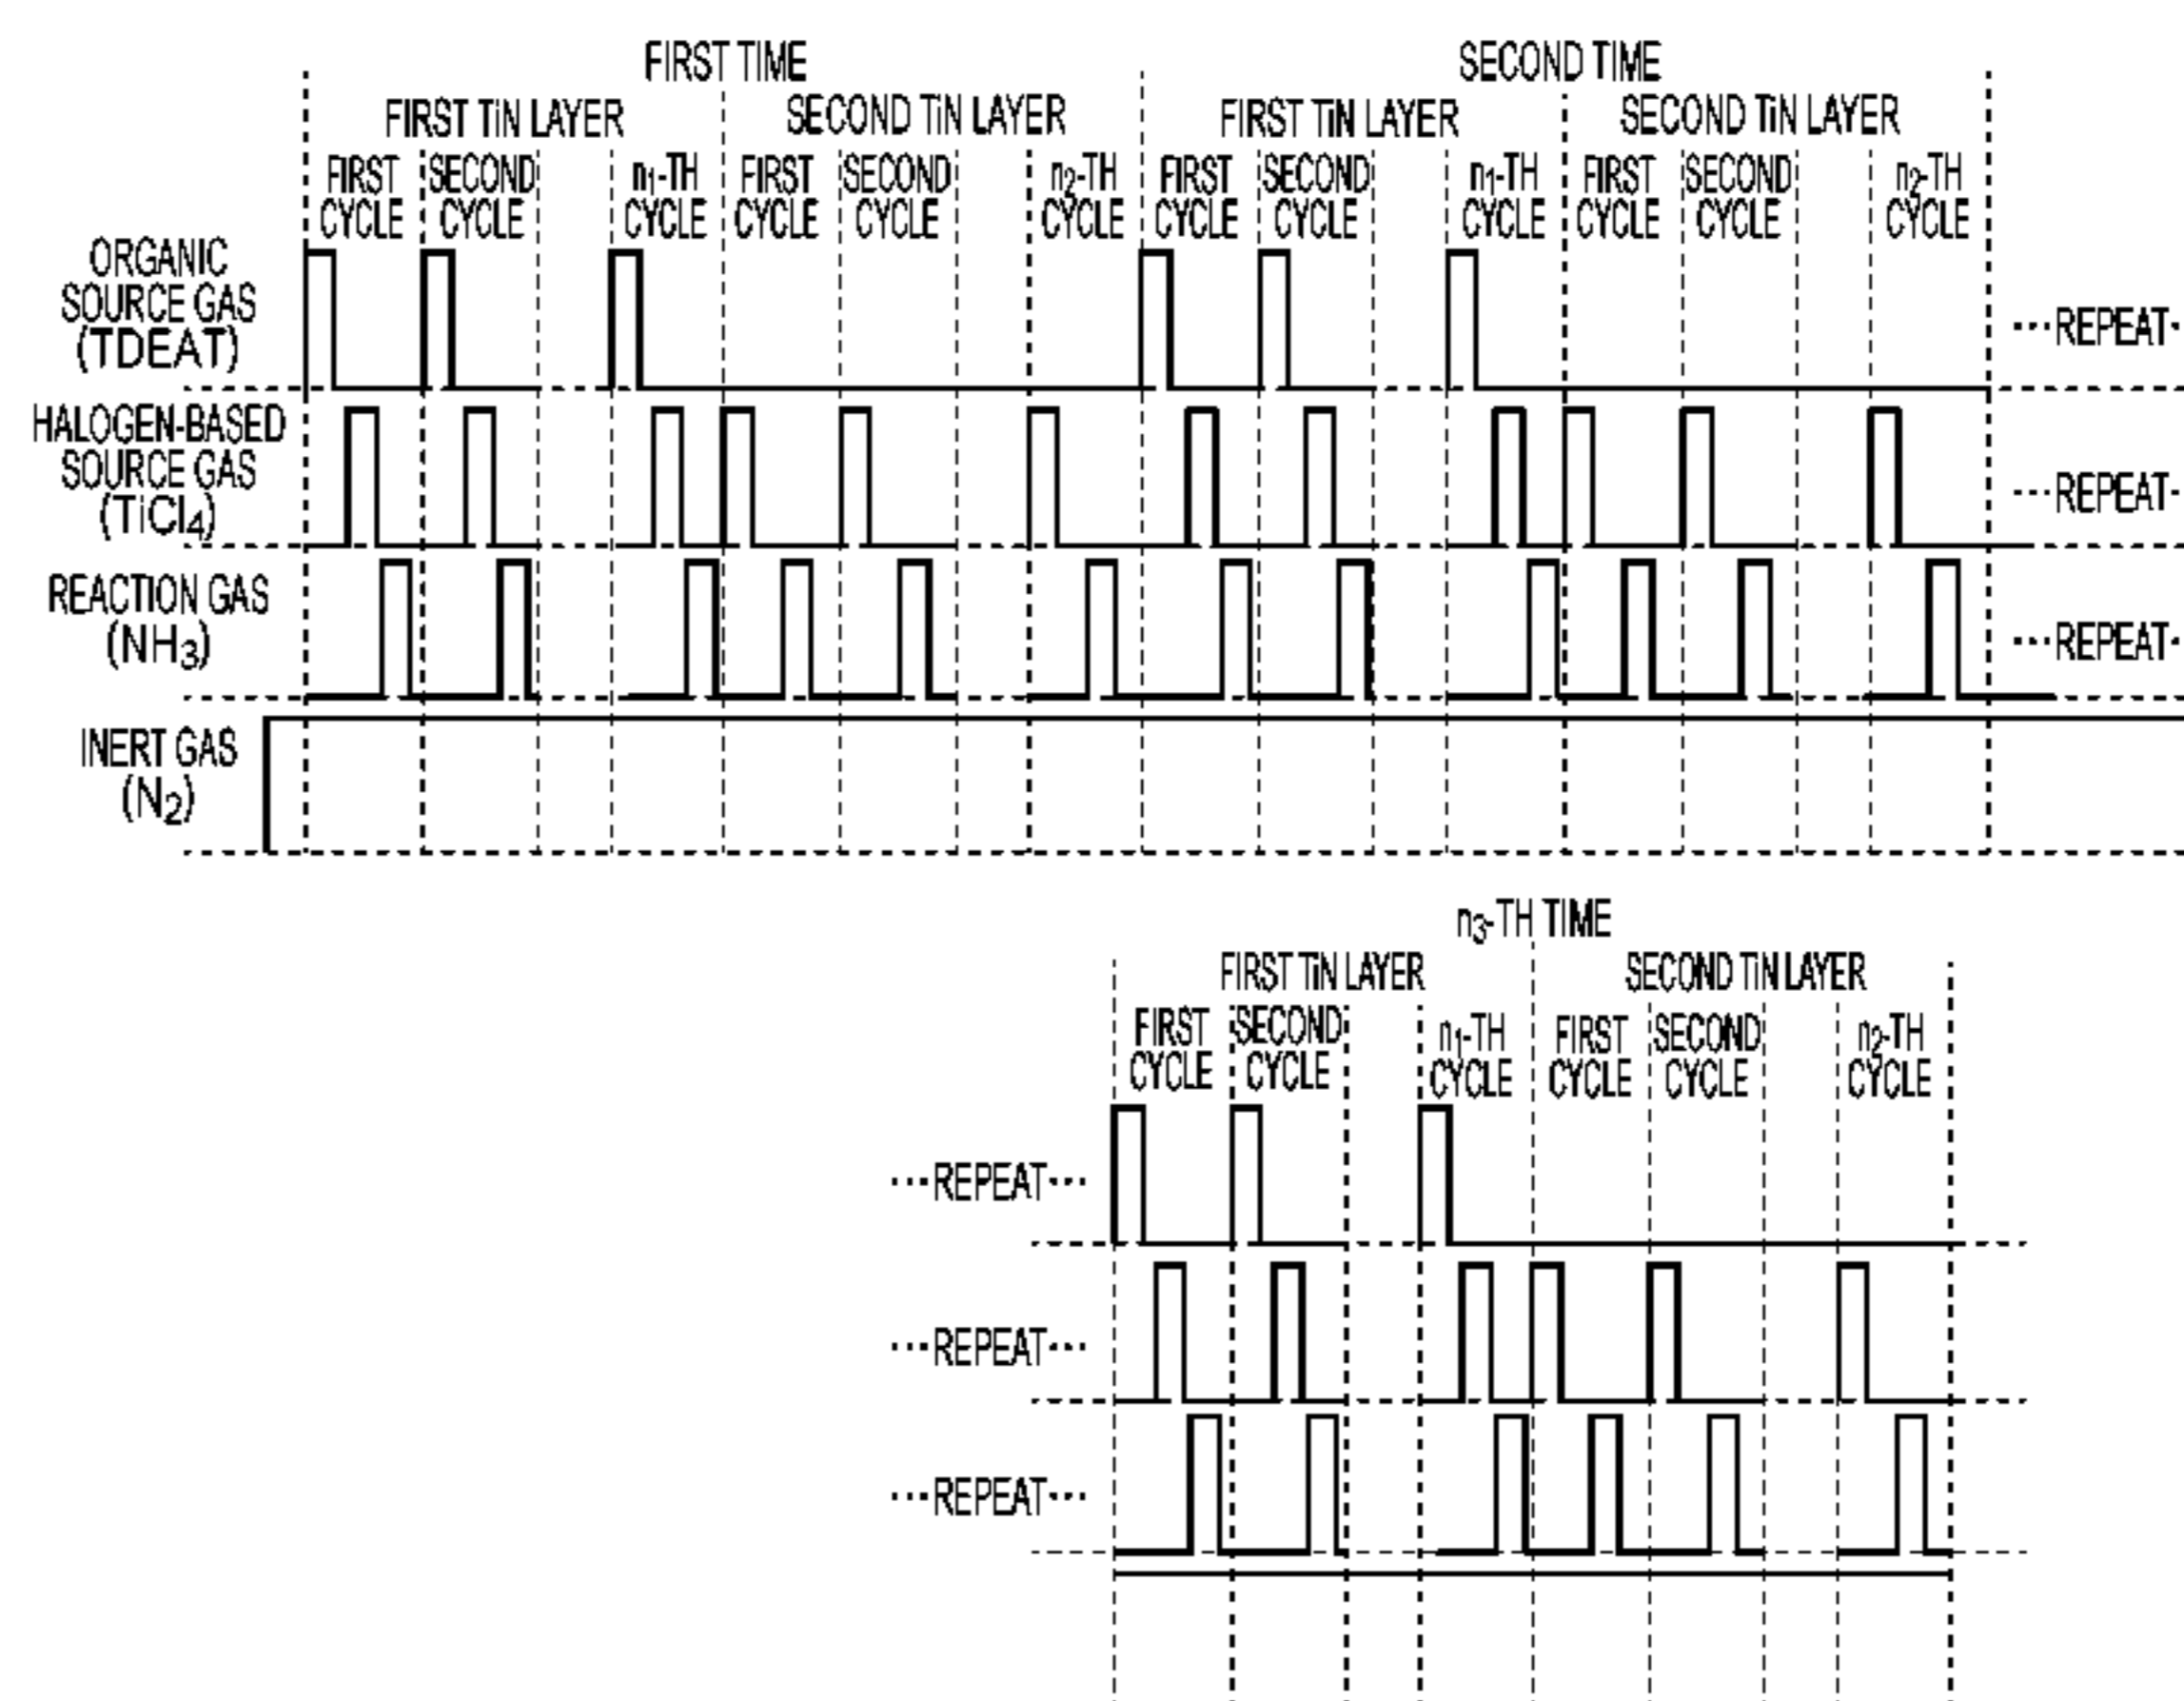 FIRST TIME SECOND TIME
FIRST TiN LAYER SECOND TiN LAYER FIRST TiN LAYER SECOND TiN LAYER
FIRST SECOND n1-TH FIRST SECOND n2-TH FIRST SECOND n1-TH FIRST SECOND n2-TH
CYCLE CYCLE CYCLE CYCLE CYCLE CYCLE CYCLE CYCLE CYCLE CYCLE CYCLE CYCLE
ORGANIC
SOURCE GAS
(TDEAT)
···REPEAT·
HALOGEN-BASED
SOURCE GAS
(TiCl4)
···REPEAT·
REACTION GAS
(NH3)
···REPEAT·
INERT GAS
(N2)
n3-TH TIME
FIRST TiN LAYER SECOND TiN LAYER
FIRST SECOND n1-TH FIRST SECOND n2-TH
CYCLE CYCLE CYCLE CYCLE CYCLE CYCLE
···REPEAT···
···REPEAT···
···REPEAT···